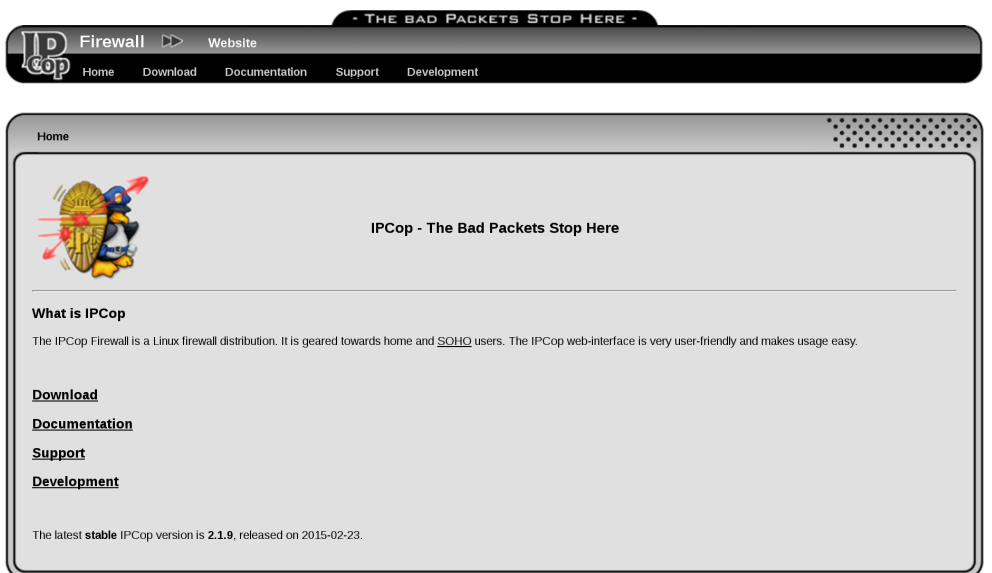 - THE BAD PACKETS STOP HERE -
IPCop
Firewall Website
Home Download Documentation Support Development
Home
IP
IPCop - The Bad Packets Stop Here
What is IPCop
The IPCop Firewall is a Linux firewall distribution. It is geared towards home and SOHO users. The IPCop web-interface is very user-friendly and makes usage easy.
Download
Documentation
Support
Development
The latest stable IPCop version is 2.1.9, released on 2015-02-23.